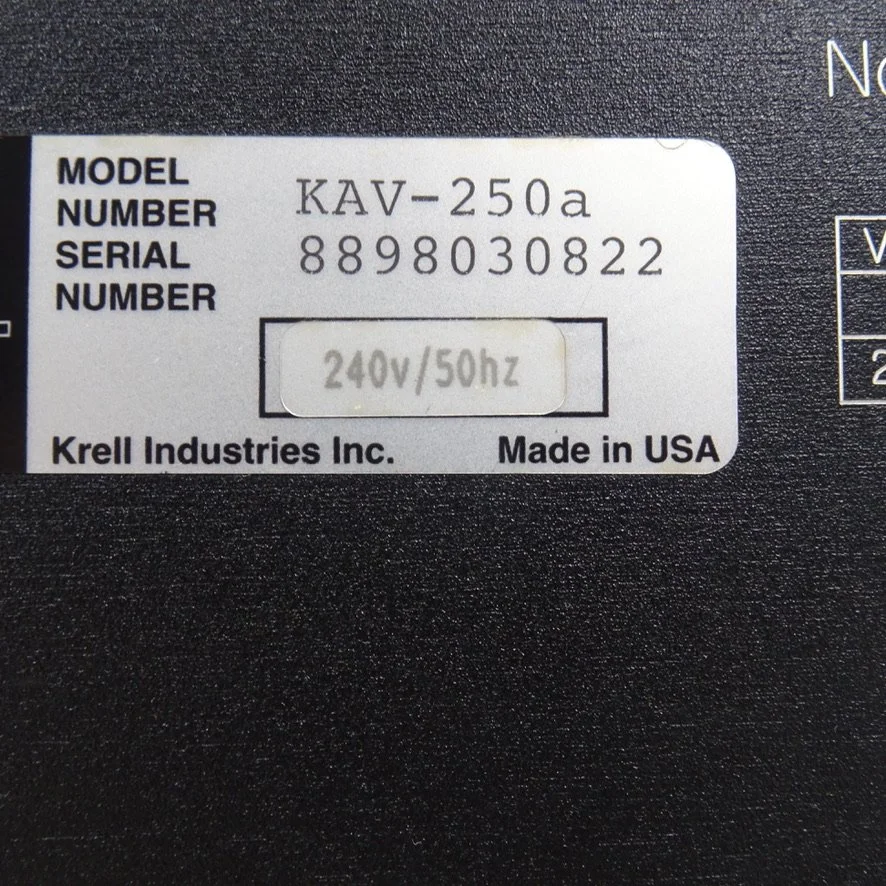 MODEL
NUMBER KAV-250a
SERIAL
NUMBER 8898030822
240v/50hz
Krell Industries Inc. Made in USA